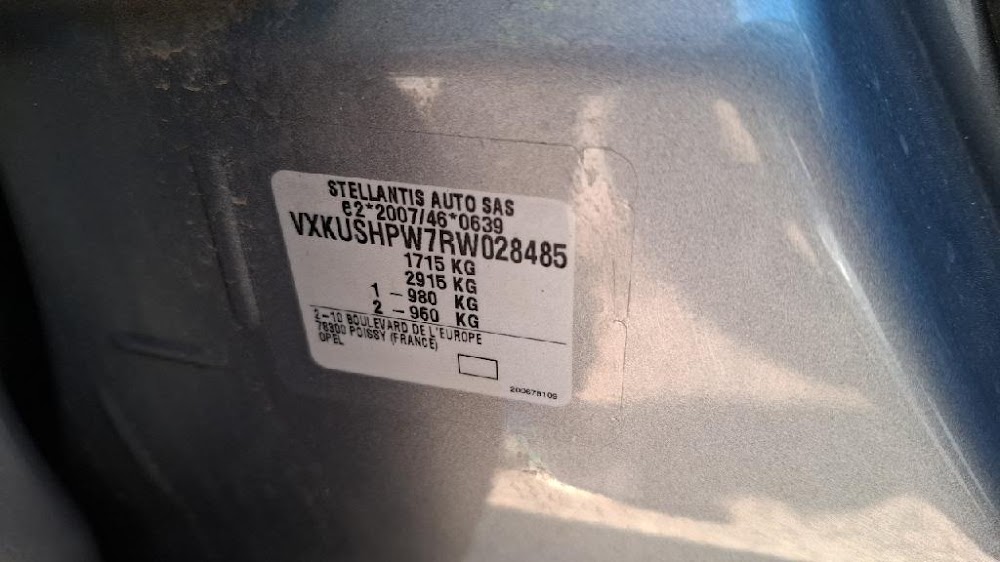 STELLANTIS AUTO SAS
e2*2007/46*0639
VXKUSHPW7RW028485
1715 KG
2915 KG
1 - 980 KG
2 - 960 KG
2-10 BOULEVARD DE L'EUROPE
78300 POISSY (FRANCE)
OPEL
200678109